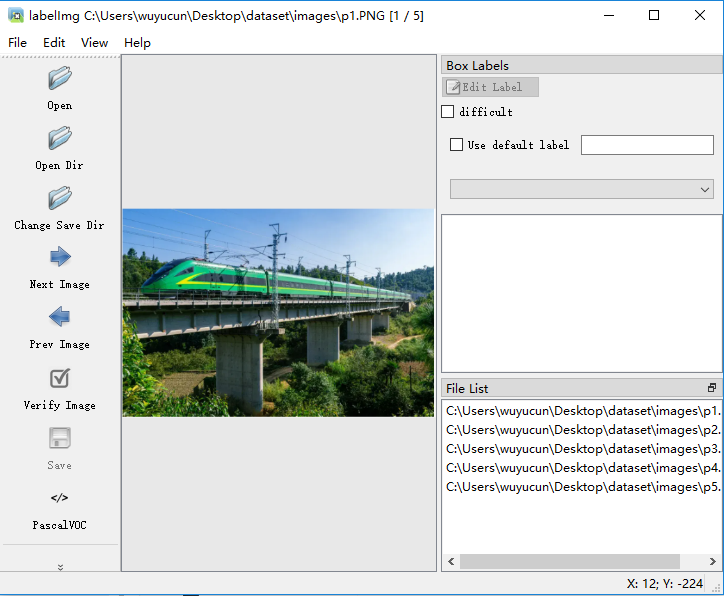 labelImg C:\Users\wuyucun\Desktop\dataset\images\p1.PNG [1 / 5]
File Edit View Help
Open
Open Dir
Change Save Dir
Next Image
Prev Image
Verify Image
Save
</>
PascalVOC
Box Labels
Edit Label
difficult
Use default label
File List
C:\Users\wuyucun\Desktop\dataset\images\p1.
C:\Users\wuyucun\Desktop\dataset\images\p2.
C:\Users\wuyucun\Desktop\dataset\images\p3.
C:\Users\wuyucun\Desktop\dataset\images\p4.
C:\Users\wuyucun\Desktop\dataset\images\p5.
X: 12; Y: -224